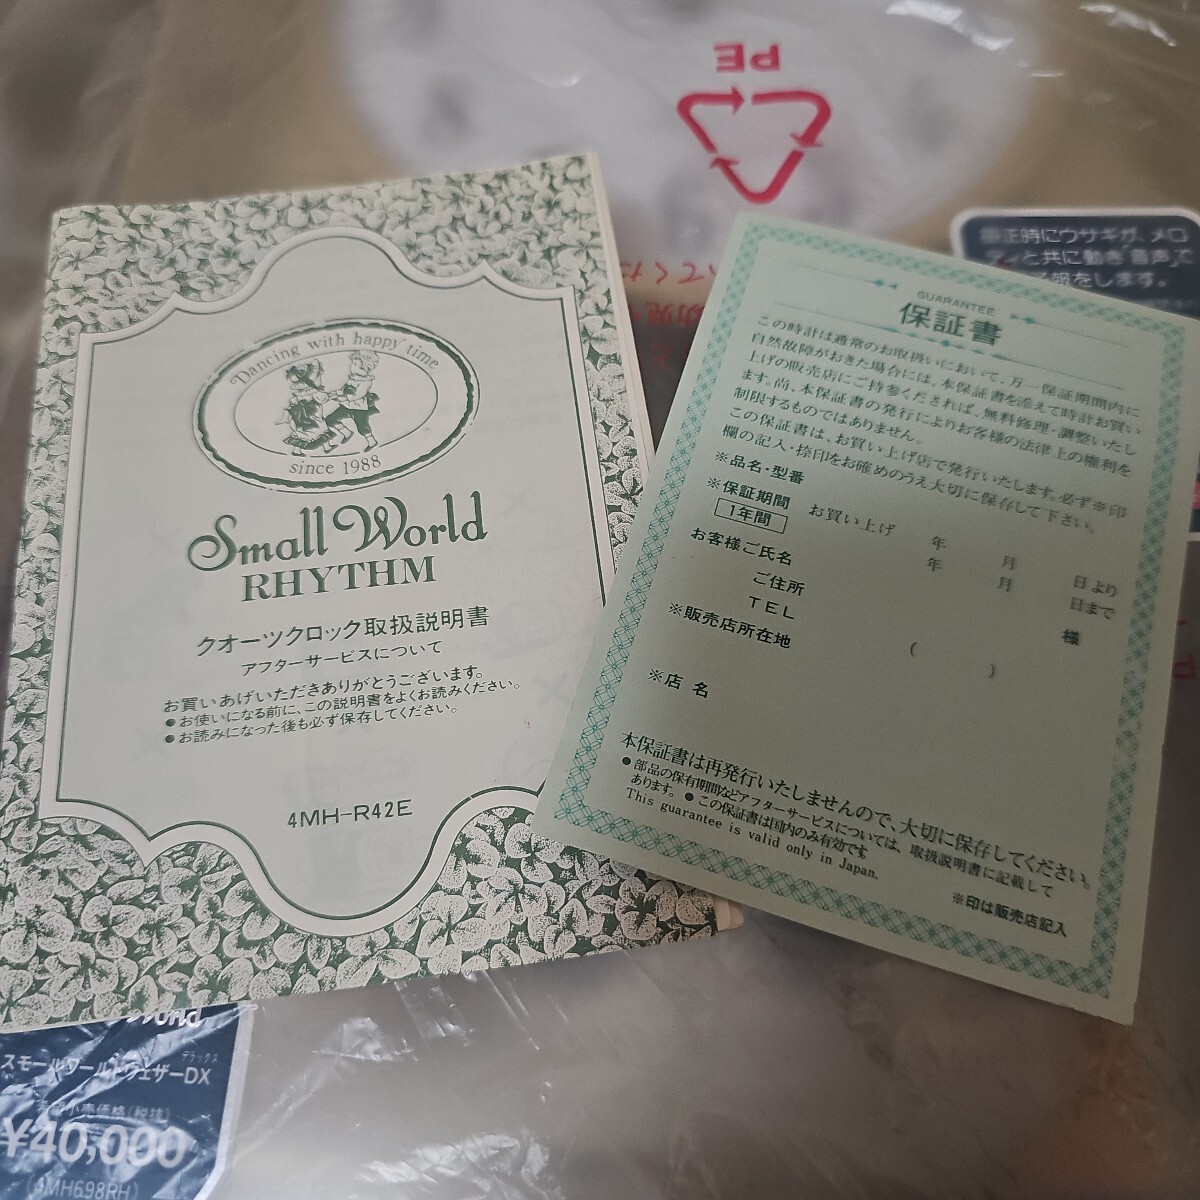 PE
Dancing with happy time
since 1988
Small World
RHYTHM
クオーツクロック取扱説明書
アフターサービスについて
お買いあげいただきありがとうございます。
●お使いになる前に、この説明書をよくお読みください。
●お読みになった後も必ず保存してください。
4MH-R42E
GUARANTEE
保証書
この時計は通常のお取扱いにおいて、万一保証期間内に
自然故障がおきた場合には、本保証書を添えて時計お買い
上げの販売店にご持参くだされば、無料修理・調整いたし
ます。尚、本保証書の発行によりお客様の法律上の権利を
制限するものではありません。
この保証書は、お買い上げ店で発行いたします。必ず※印
欄の記入・捺印をお確めのうえ大切に保存して下さい。
※品名・型番
※保証期間 お買い上げ 年 月 日より
1年間 年 月 日まで
お客様ご氏名 様
ご住所
TEL ( )
※販売店所在地
※店名
本保証書は再発行いたしませんので、大切に保存してください。
●部品の保有期間などアフターサービスについては、取扱説明書に記載して
あります。●この保証書は国内のみ有効です
This guarantee is valid only in Japan.
※印は販売店記入
正時にウサギが、メロ
ディと共に動き「音声」で
をします。
World
デラックス
スモールワールドウェザーDX
小売価格(税抜)
¥40,000
(4MH698RH)